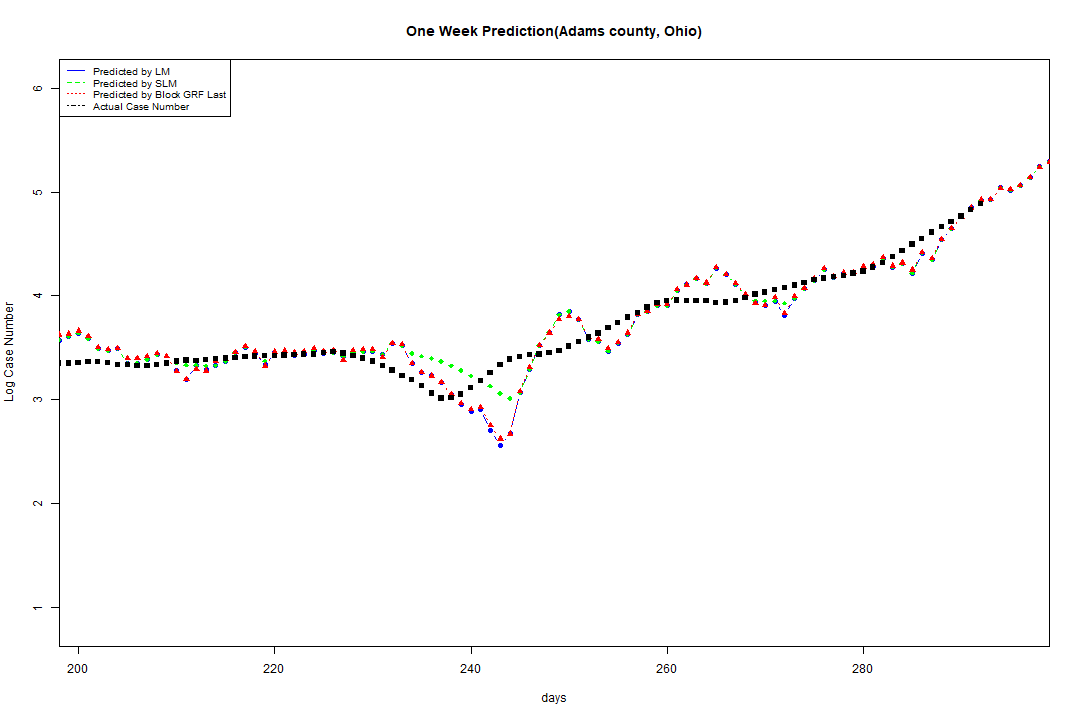 One Week Prediction(Adams county, Ohio)
Predicted by LM
Predicted by SLM
Predicted by Block GRF Last
Actual Case Number
6
5
4
3
2
1
Log Case Number
200 220 240 260 280
days